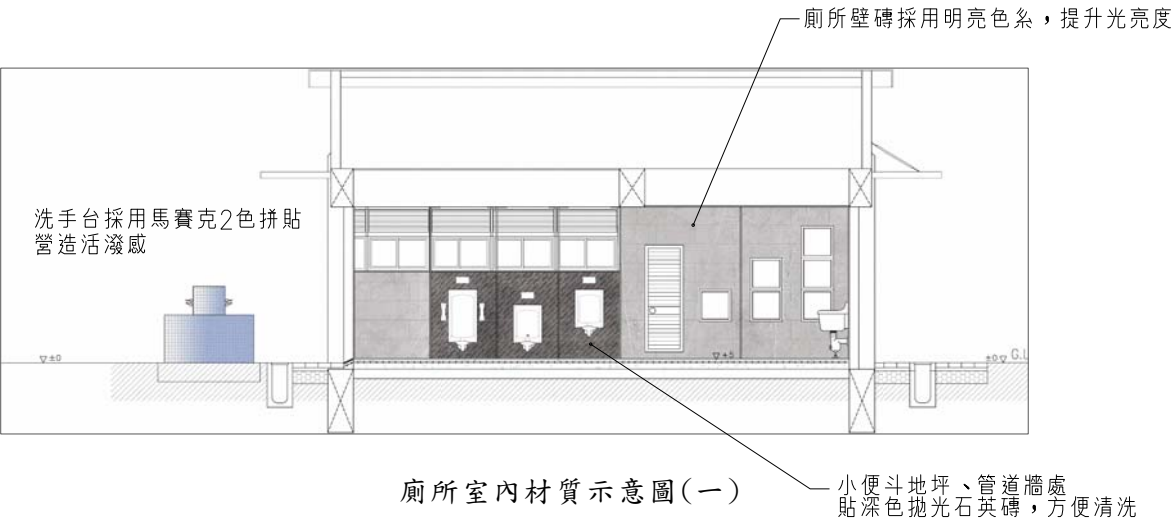 廁所壁磚採用明亮色系，提升光亮度
洗手台採用馬賽克2色拼貼
營造活潑感
±0
+5
±0
G.L
廁所室內材質示意圖(一)
小便斗地坪、管道牆處
貼深色拋光石英磚，方便清洗